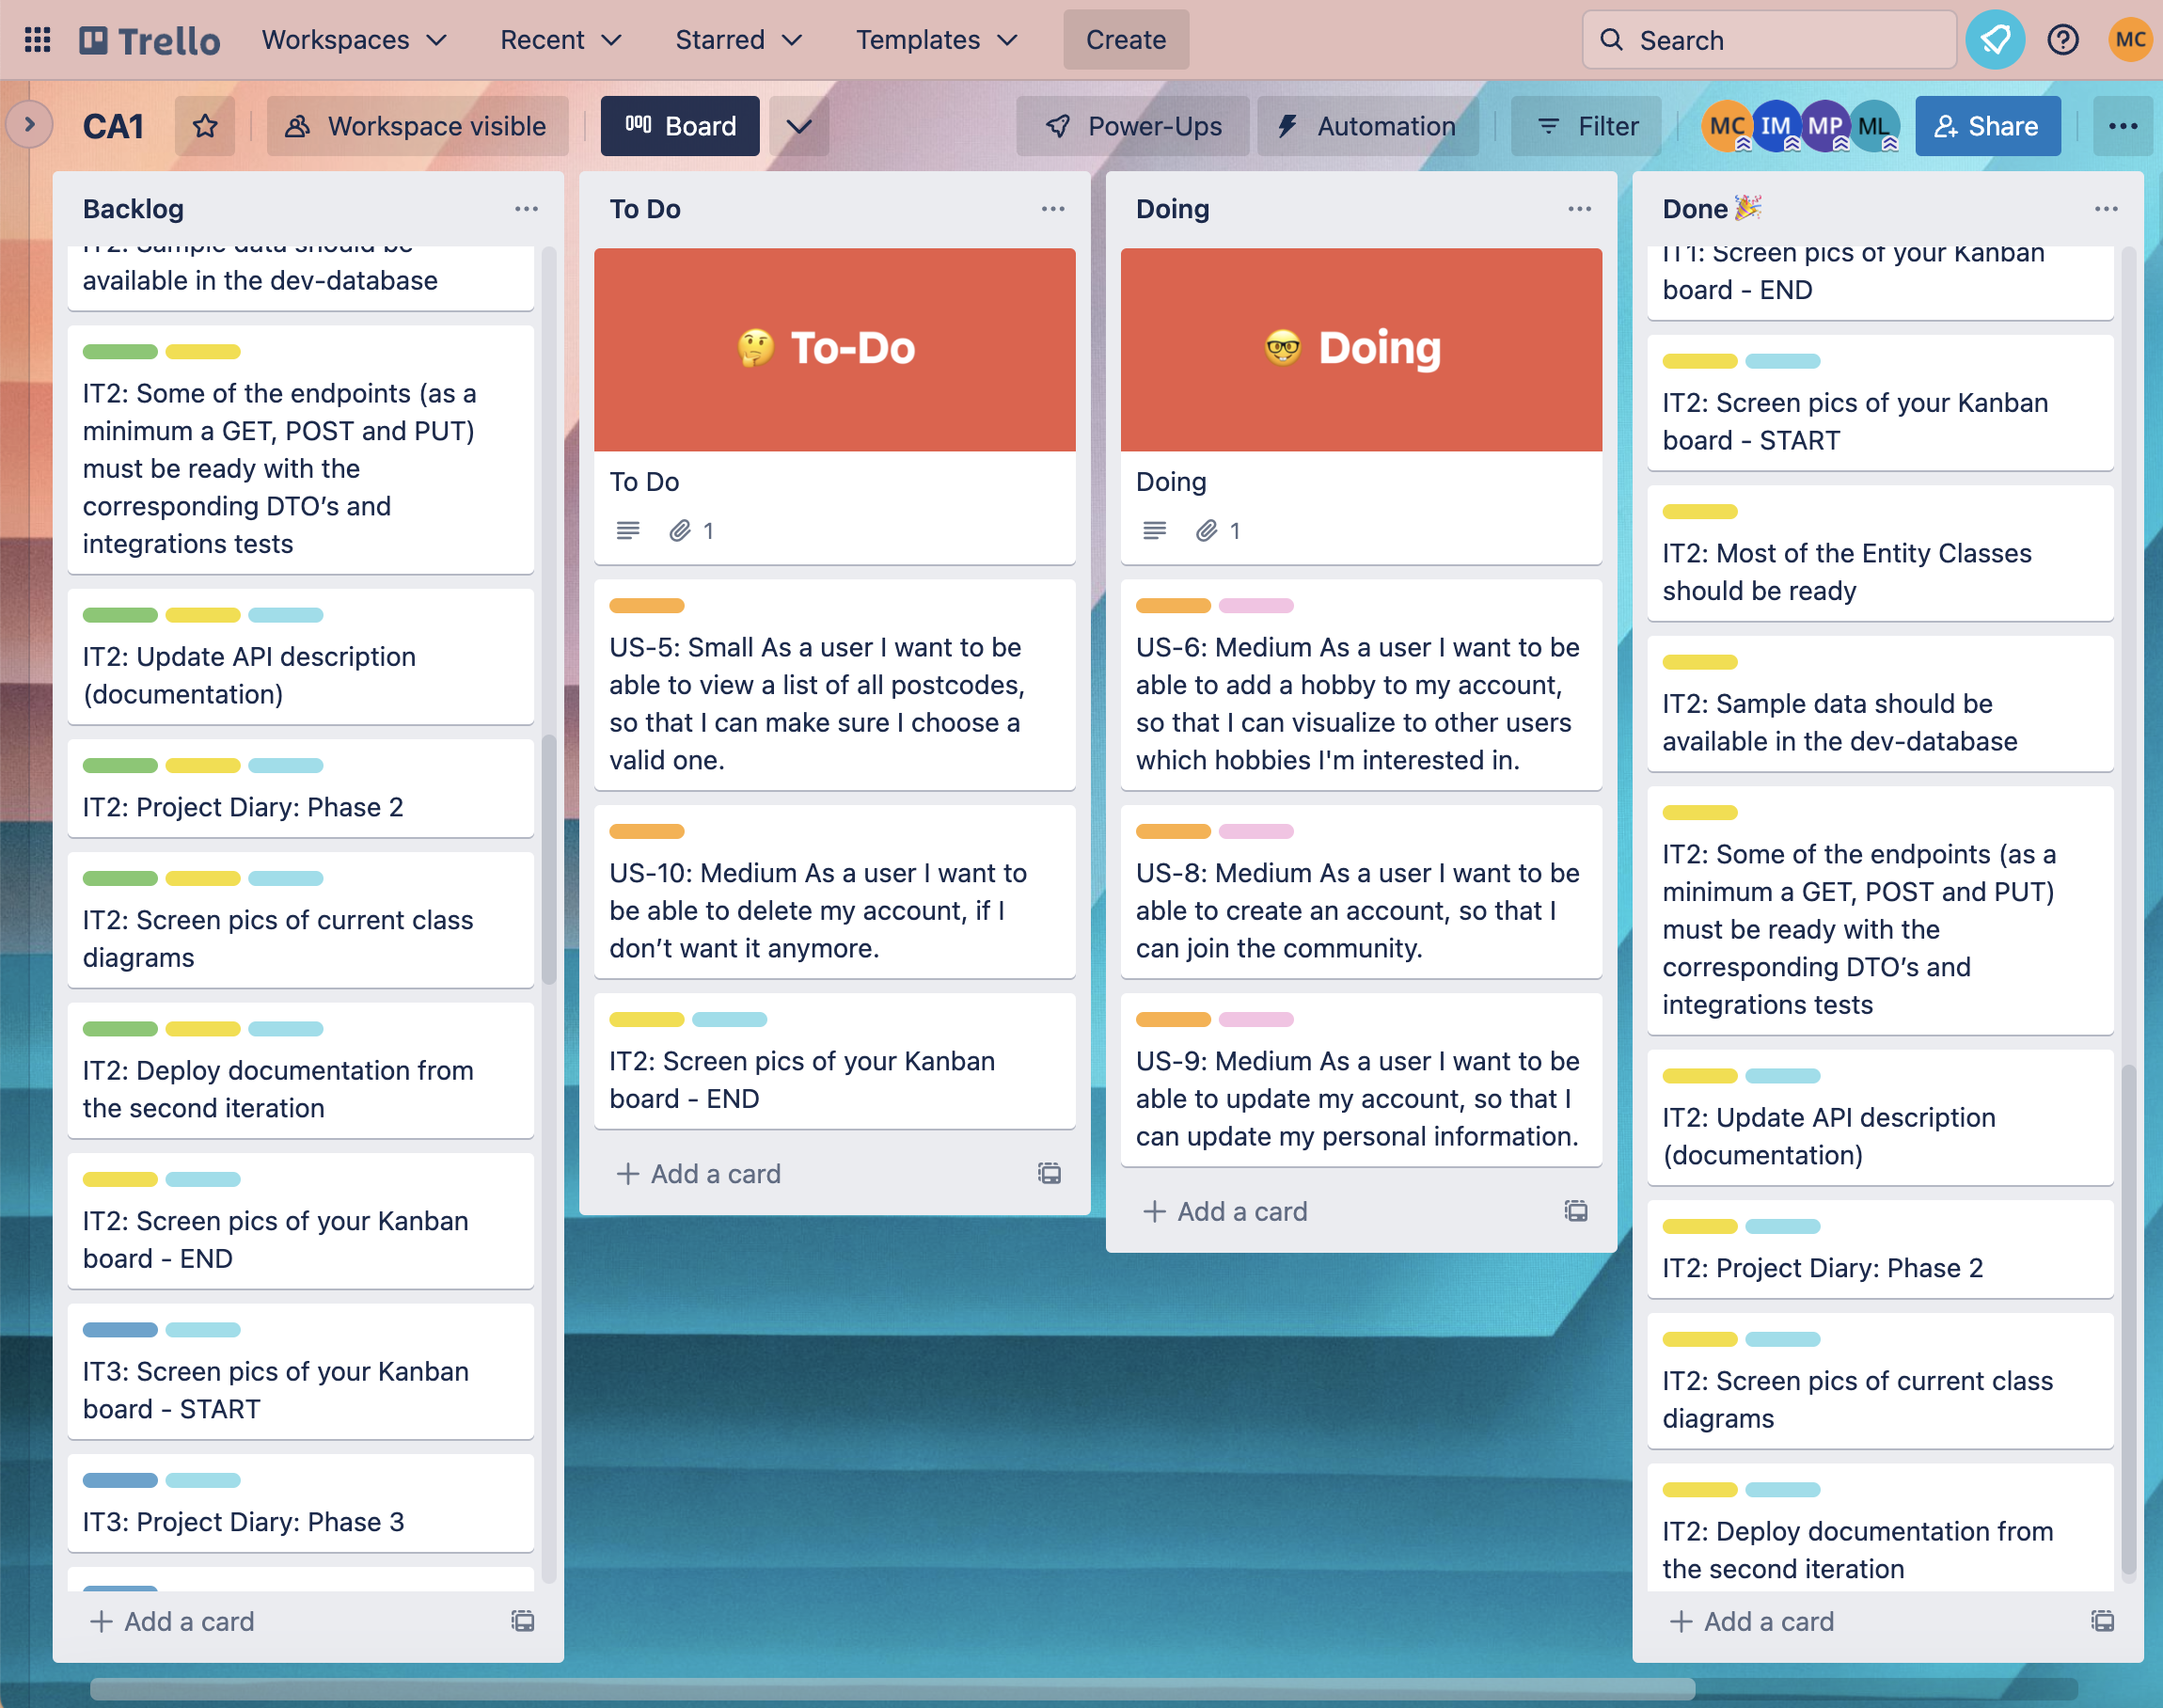 Trello
Workspaces
Recent
Starred
Templates
Create
Search
MC
CA1
Workspace visible
Board
Power-Ups
Automation
Filter
MC
IM
MP
ML
Share
Backlog
IT2: Sample data should be
available in the dev-database
IT2: Some of the endpoints (as a
minimum a GET, POST and PUT)
must be ready with the
corresponding DTO’s and
integrations tests
IT2: Update API description
(documentation)
IT2: Project Diary: Phase 2
IT2: Screen pics of current class
diagrams
IT2: Deploy documentation from
the second iteration
IT2: Screen pics of your Kanban
board - END
IT3: Screen pics of your Kanban
board - START
IT3: Project Diary: Phase 3
Add a card
To Do
🤔 To-Do
To Do
1
US-5: Small As a user I want to be
able to view a list of all postcodes,
so that I can make sure I choose a
valid one.
US-10: Medium As a user I want to
be able to delete my account, if I
don’t want it anymore.
IT2: Screen pics of your Kanban
board - END
Add a card
Doing
🤓 Doing
Doing
1
US-6: Medium As a user I want to be
able to add a hobby to my account,
so that I can visualize to other users
which hobbies I'm interested in.
US-8: Medium As a user I want to be
able to create an account, so that I
can join the community.
US-9: Medium As a user I want to be
able to update my account, so that I
can update my personal information.
Add a card
Done 🎉
IT1: Screen pics of your Kanban
board - END
IT2: Screen pics of your Kanban
board - START
IT2: Most of the Entity Classes
should be ready
IT2: Sample data should be
available in the dev-database
IT2: Some of the endpoints (as a
minimum a GET, POST and PUT)
must be ready with the
corresponding DTO’s and
integrations tests
IT2: Update API description
(documentation)
IT2: Project Diary: Phase 2
IT2: Screen pics of current class
diagrams
IT2: Deploy documentation from
the second iteration
Add a card